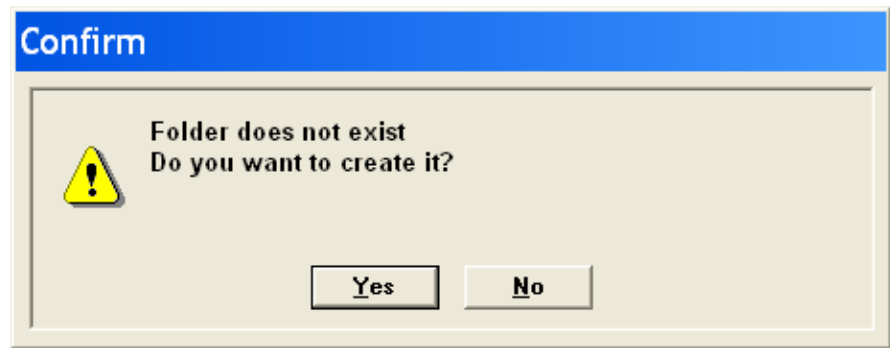 Confirm
Folder does not exist
Do you want to create it?
Yes No